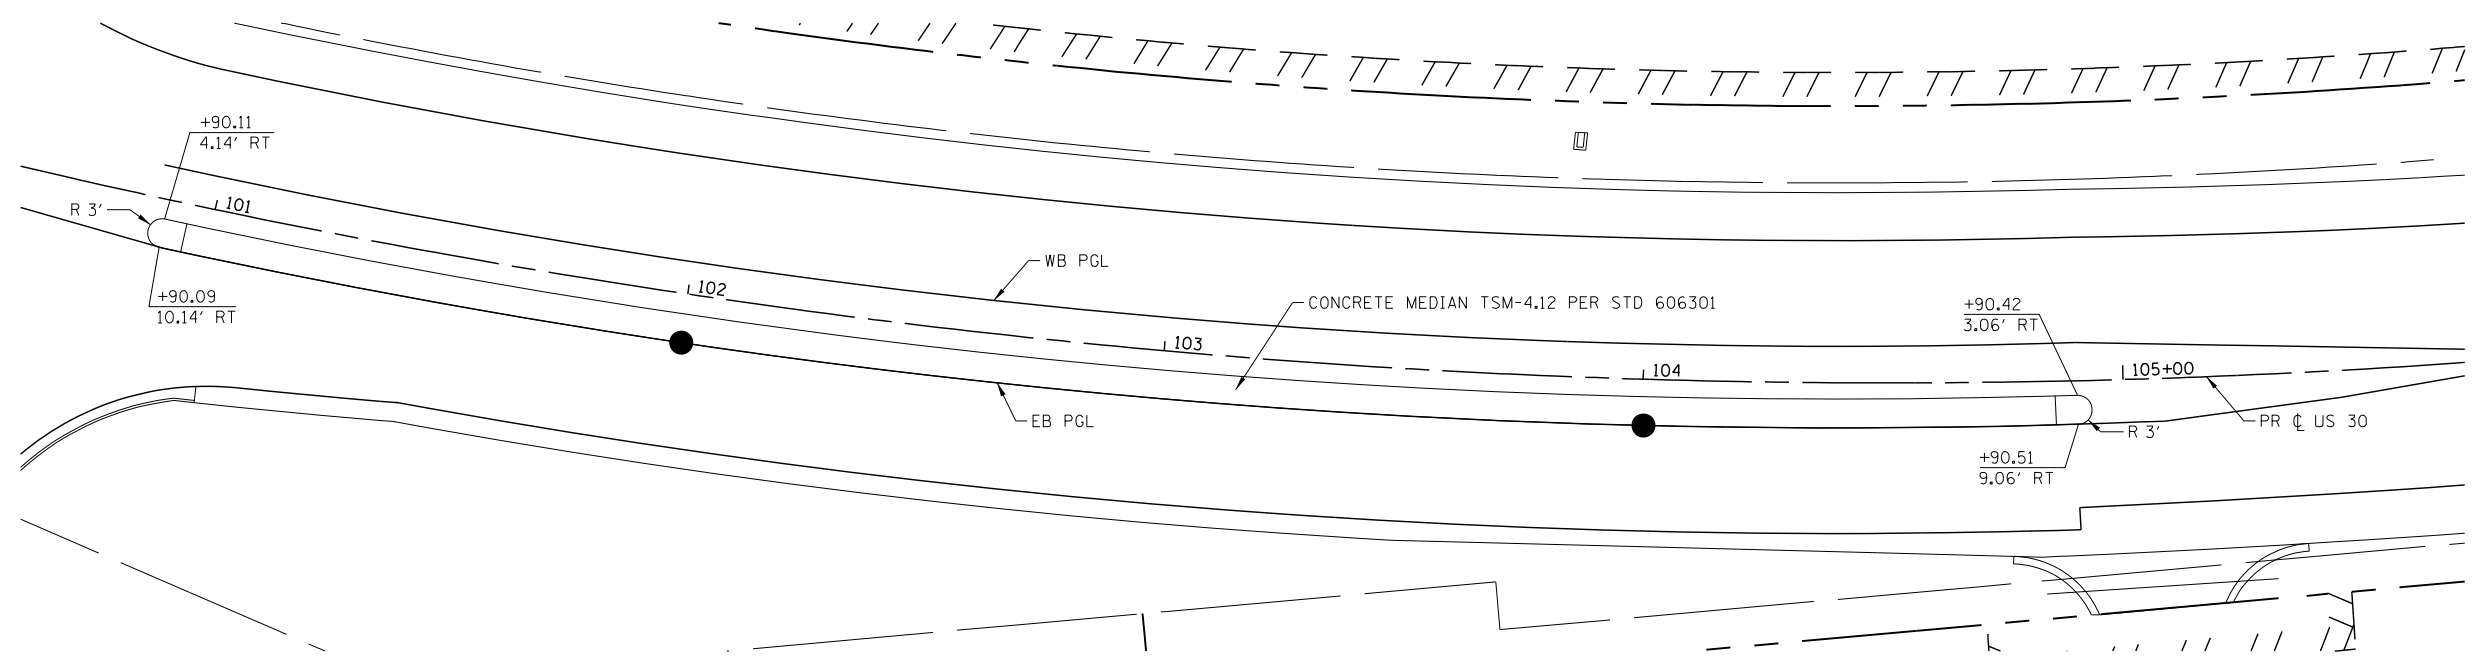 +90.11
4.14' RT
R 3'
101
+90.09
10.14' RT
102
WB PGL
CONCRETE MEDIAN TSM-4.12 PER STD 606301
103
EB PGL
104
+90.42
3.06' RT
105+00
PR ℄ US 30
R 3'
+90.51
9.06' RT